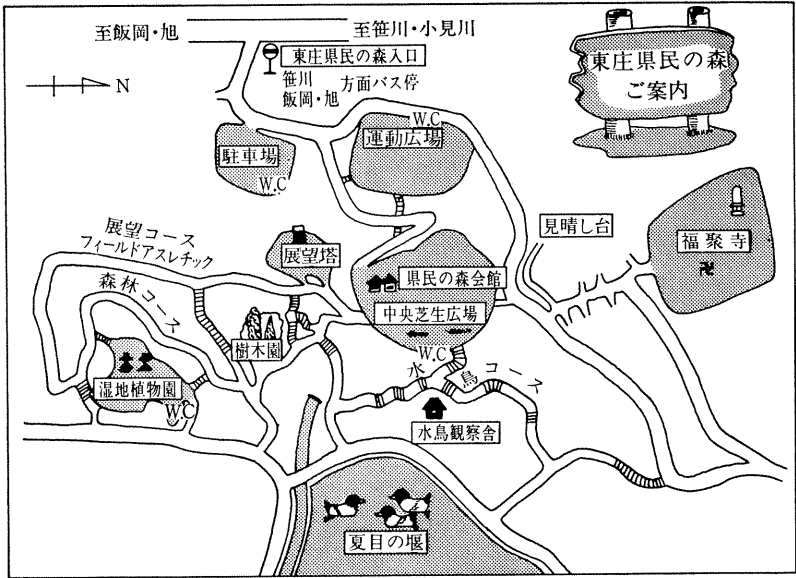 至飯岡・旭
至笹川・小見川
東庄県民の森入口
笹川
飯岡・旭
方面バス停
N
東庄県民の森
ご案内
駐車場
W.C
W.C
運動広場
見晴し台
福聚寺
卍
展望コース
フィールドアスレチック
森林コース
展望塔
県民の森会館
中央芝生広場
W.C
樹木園
水鳥コース
湿地植物園
W.C
水鳥観察舎
夏目の堰